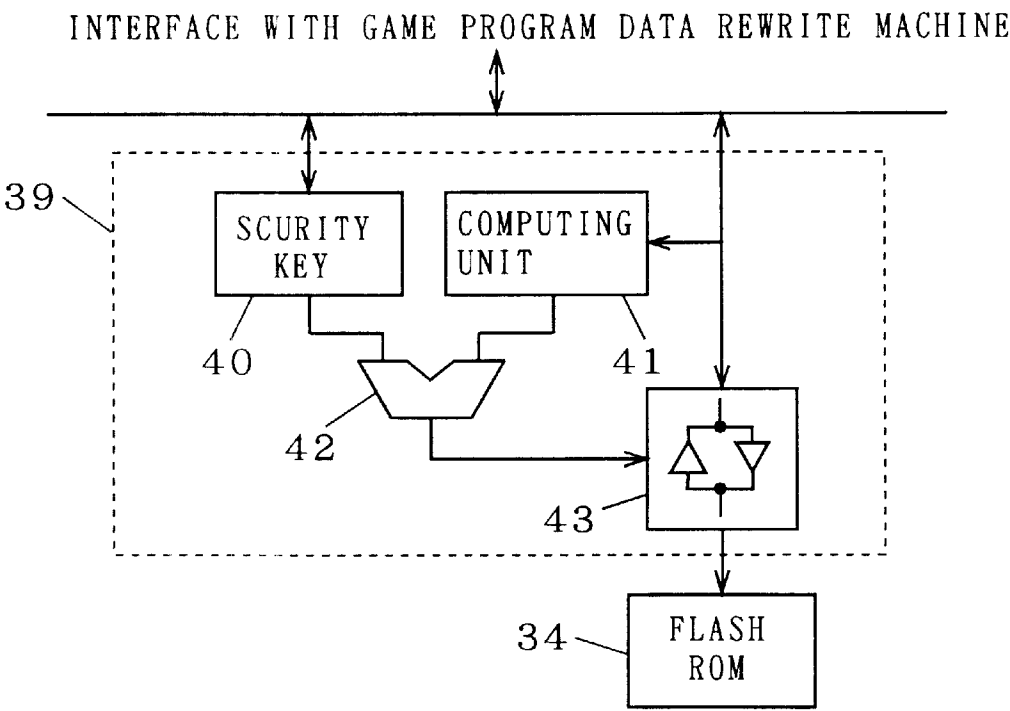 INTERFACE WITH GAME PROGRAM DATA REWRITE MACHINE
39
SCURITY
KEY
COMPUTING
UNIT
40
41
42
43
34
FLASH
ROM